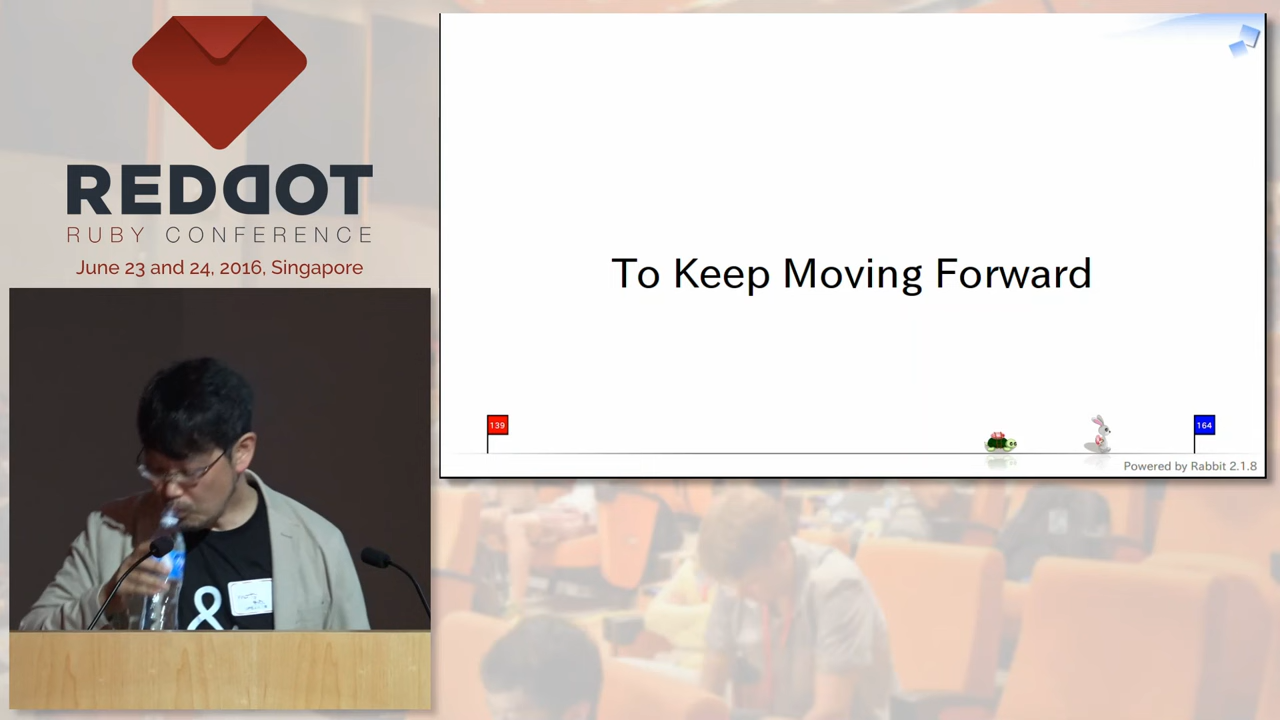 REDDOT
RUBY CONFERENCE
June 23 and 24, 2016, Singapore
To Keep Moving Forward
139
164
Powered by Rabbit 2.1.8
&